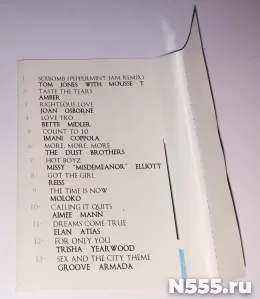 1- SEXBOMB (PEPPERMINT JAM REMIX)
TOM JONES WITH MOUSSE T
2- TASTE THE TEARS
AMBER
3- RIGHTEOUS LOVE
JOAN OSBORNE
4- LOVE TKO
BETTE MIDLER
5- COUNT TO 10
IMANI COPPOLA
6- MORE, MORE, MORE
THE DUST BROTHERS
7- HOT BOYZ
MISSY "MISDEMEANOR" ELLIOTT
8- GOT THE GIRL
REISS
9- THE TIME IS NOW
MOLOKO
10- CALLING IT QUITS
AIMEE MANN
11- DREAMS COME TRUE
ELAN ATIAS
12- FOR ONLY YOU
TRISHA YEARWOOD
13- SEX AND THE CITY THEME
GROOVE ARMADA
N555.ru